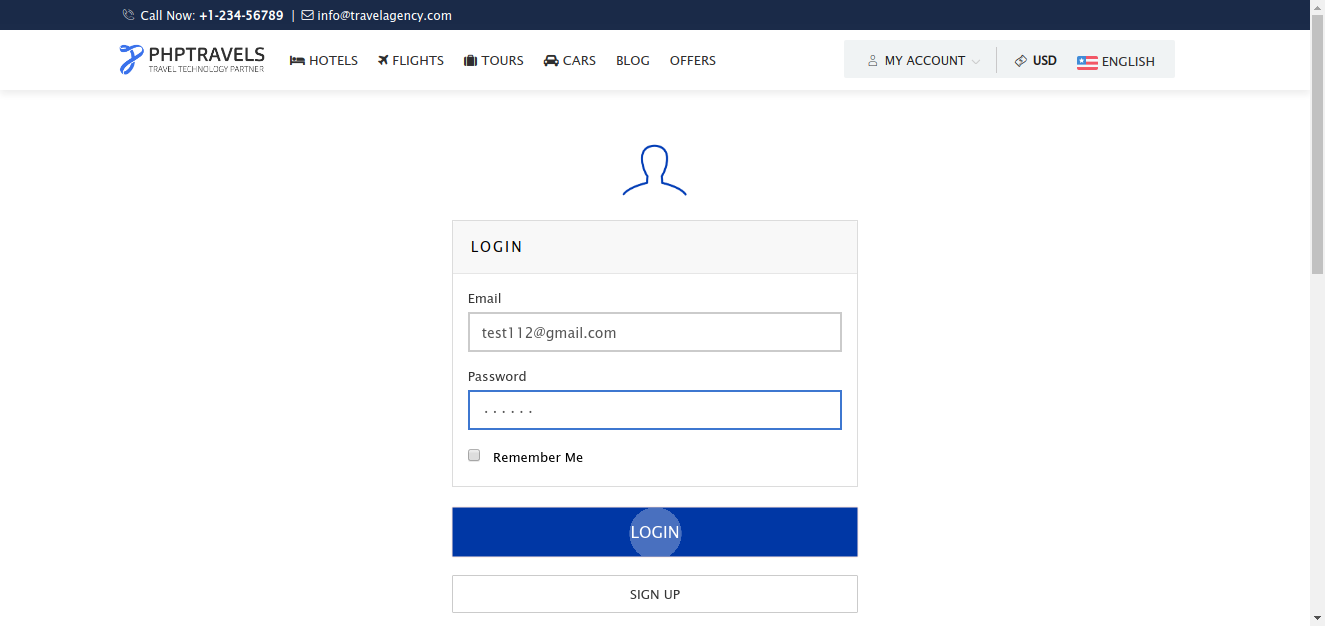 Call Now: +1-234-56789 | info@travelagency.com
PHPTRAVELS
TRAVEL TECHNOLOGY PARTNER
HOTELS FLIGHTS TOURS CARS BLOG OFFERS
MY ACCOUNT USD ENGLISH
LOGIN
Email
test112@gmail.com
Password
······
Remember Me
LOGIN
SIGN UP